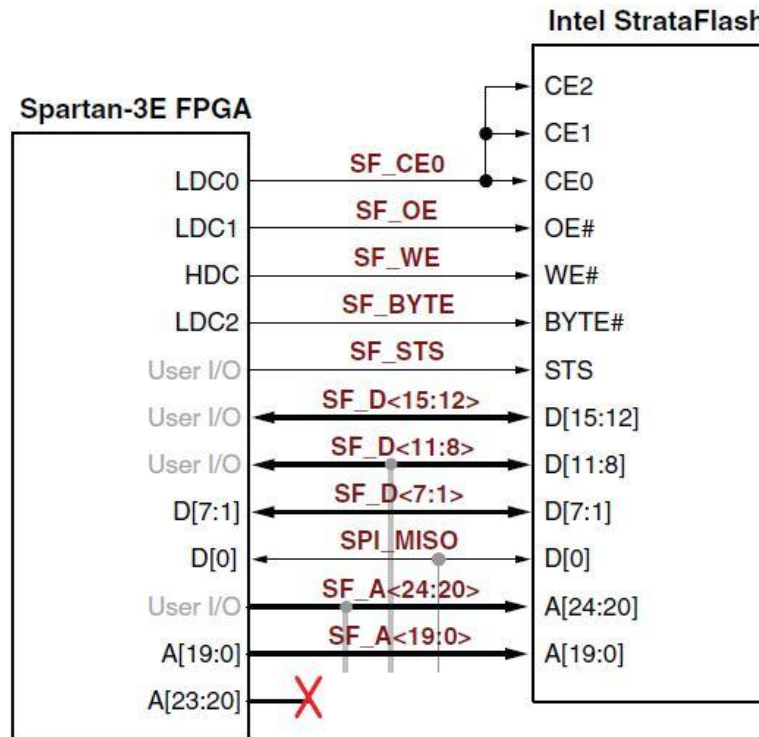 Intel StrataFlash
Spartan-3E FPGA
CE2
CE1
LDC0 SF_CE0 CE0
LDC1 SF_OE OE#
HDC SF_WE WE#
LDC2 SF_BYTE BYTE#
User I/O SF_STS STS
User I/O SF_D<15:12> D[15:12]
User I/O SF_D<11:8> D[11:8]
D[7:1] SF_D<7:1> D[7:1]
D[0] SPI_MISO D[0]
User I/O SF_A<24:20> A[24:20]
A[19:0] SF_A<19:0> A[19:0]
A[23:20]